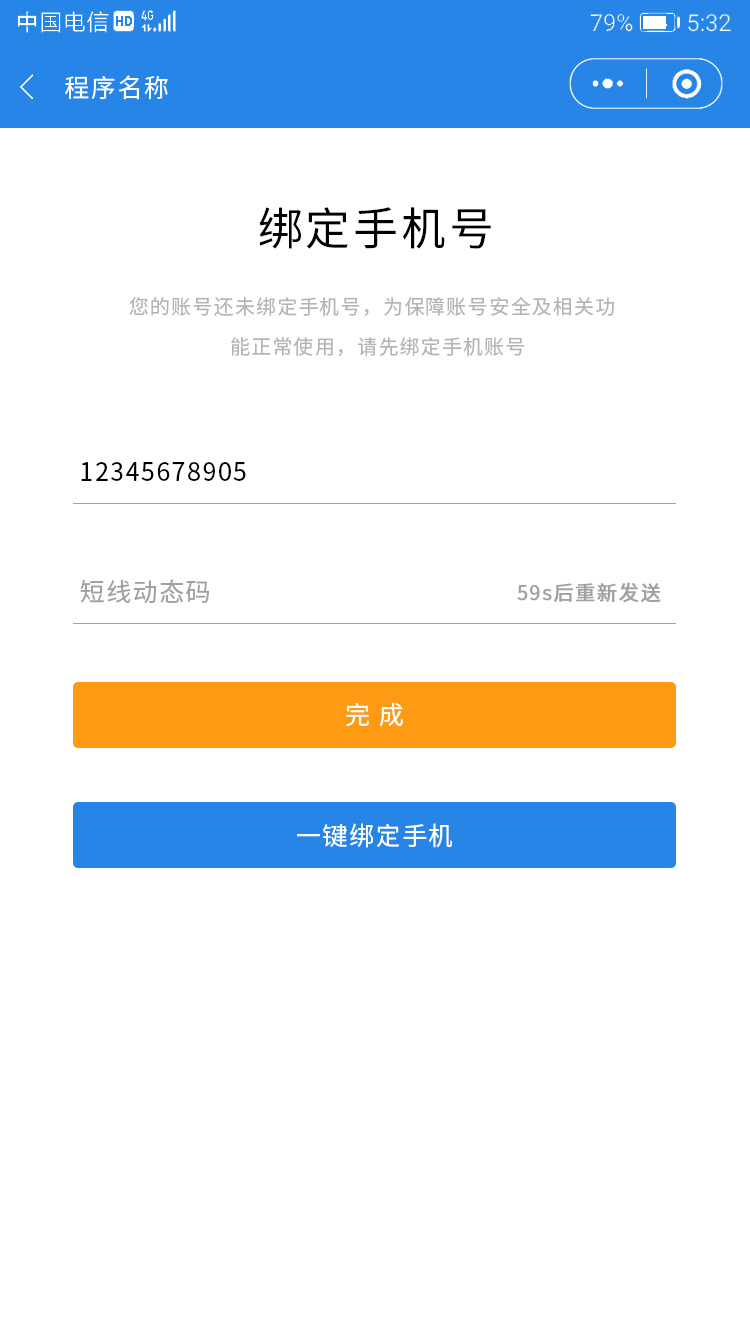 中国电信 HD 4G 79% 5:32
程序名称
绑定手机号
您的账号还未绑定手机号，为保障账号安全及相关功
能正常使用，请先绑定手机账号
12345678905
短线动态码 59s后重新发送
完 成
一键绑定手机